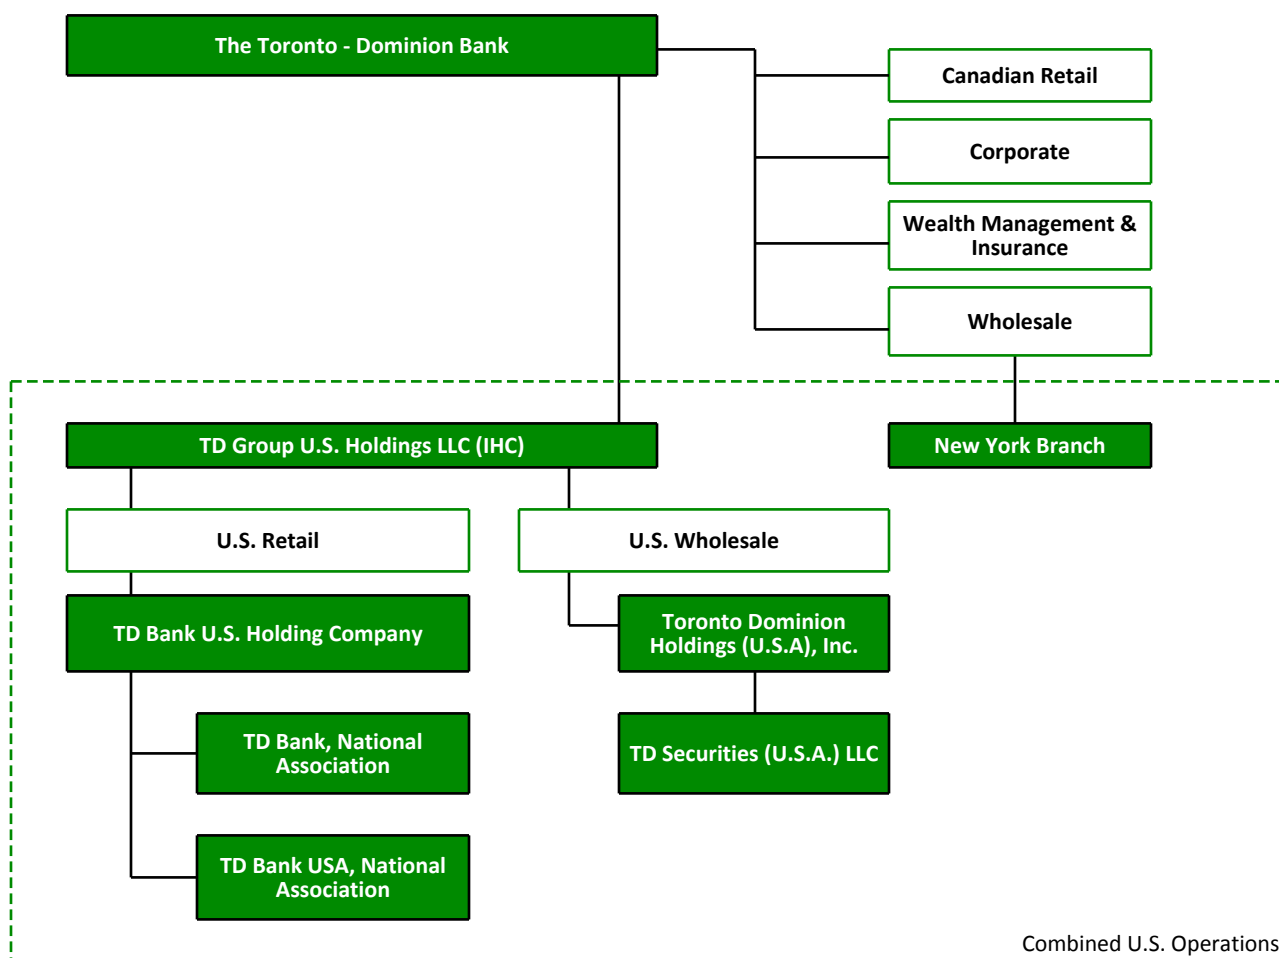 The Toronto - Dominion Bank
Canadian Retail
Corporate
Wealth Management &
Insurance
Wholesale
TD Group U.S. Holdings LLC (IHC)
New York Branch
U.S. Retail
U.S. Wholesale
TD Bank U.S. Holding Company
Toronto Dominion
Holdings (U.S.A), Inc.
TD Bank, National
Association
TD Securities (U.S.A.) LLC
TD Bank USA, National
Association
Combined U.S. Operations